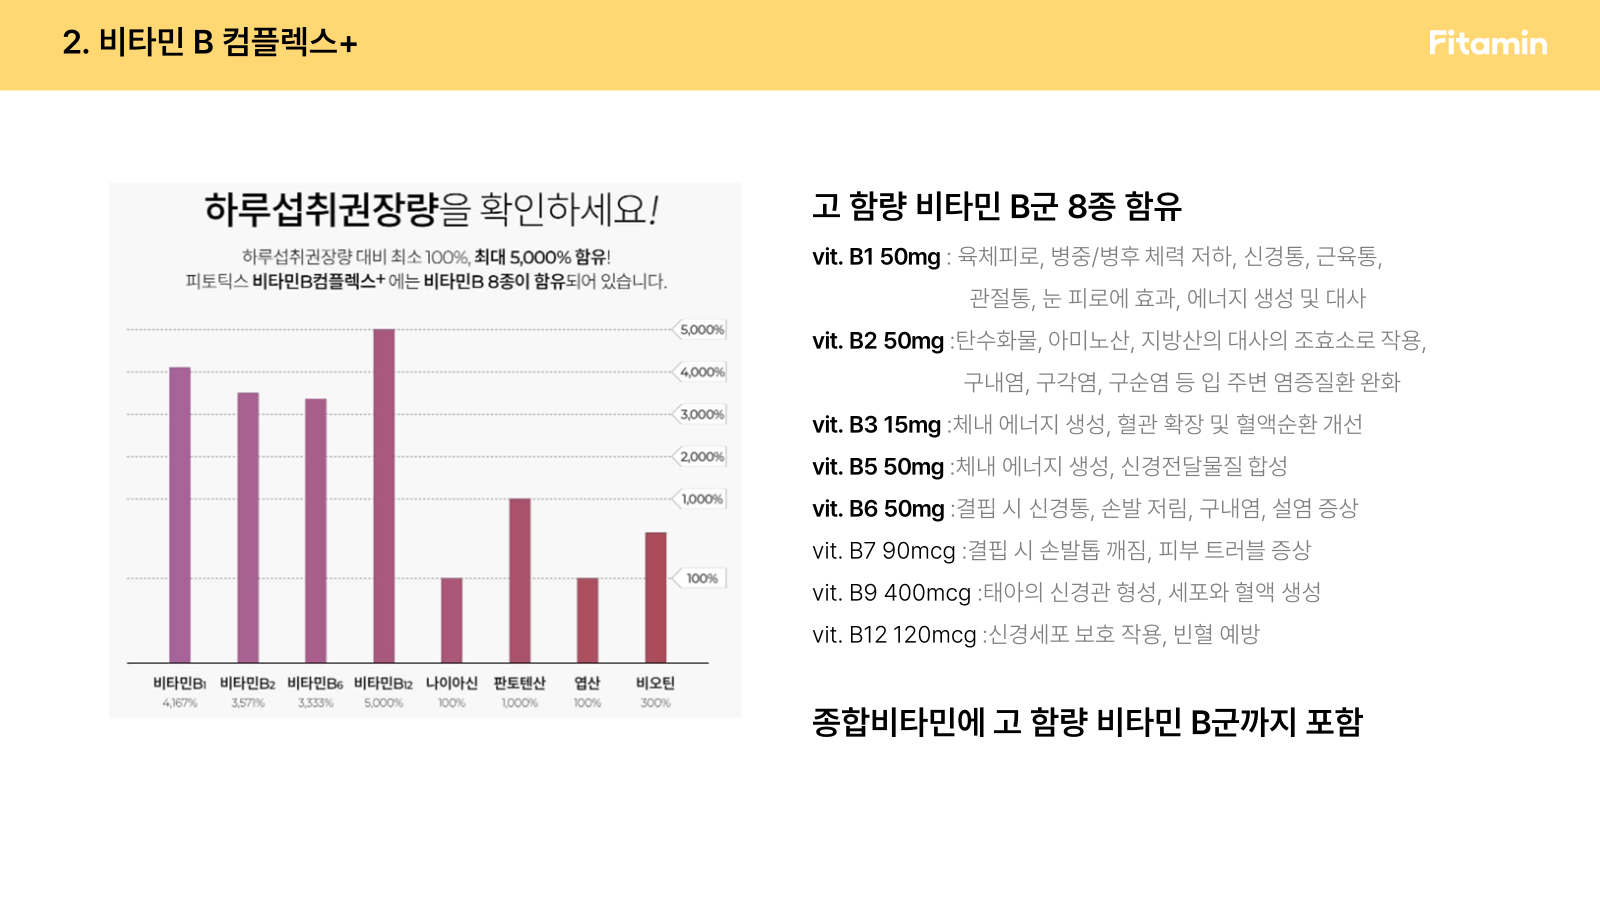 2. 비타민 B 컴플렉스+
Fitamin
하루섭취권장량을 확인하세요!
하루섭취권장량 대비 최소 100%, 최대 5,000% 함유!
피토틱스 비타민B컴플렉스+ 에는 비타민B 8종이 함유되어 있습니다.
5,000%
4,000%
3,000%
2,000%
1,000%
100%
비타민B1 비타민B2 비타민B6 비타민B12 나이아신 판토텐산 엽산 비오틴
4,167% 3,571% 3,333% 5,000% 100% 1,000% 100% 300%
고 함량 비타민 B군 8종 함유
vit. B1 50mg : 육체피로, 병중/병후 체력 저하, 신경통, 근육통,
관절통, 눈 피로에 효과, 에너지 생성 및 대사
vit. B2 50mg :탄수화물, 아미노산, 지방산의 대사의 조효소로 작용,
구내염, 구각염, 구순염 등 입 주변 염증질환 완화
vit. B3 15mg :체내 에너지 생성, 혈관 확장 및 혈액순환 개선
vit. B5 50mg :체내 에너지 생성, 신경전달물질 합성
vit. B6 50mg :결핍 시 신경통, 손발 저림, 구내염, 설염 증상
vit. B7 90mcg :결핍 시 손발톱 깨짐, 피부 트러블 증상
vit. B9 400mcg :태아의 신경관 형성, 세포와 혈액 생성
vit. B12 120mcg :신경세포 보호 작용, 빈혈 예방
종합비타민에 고 함량 비타민 B군까지 포함